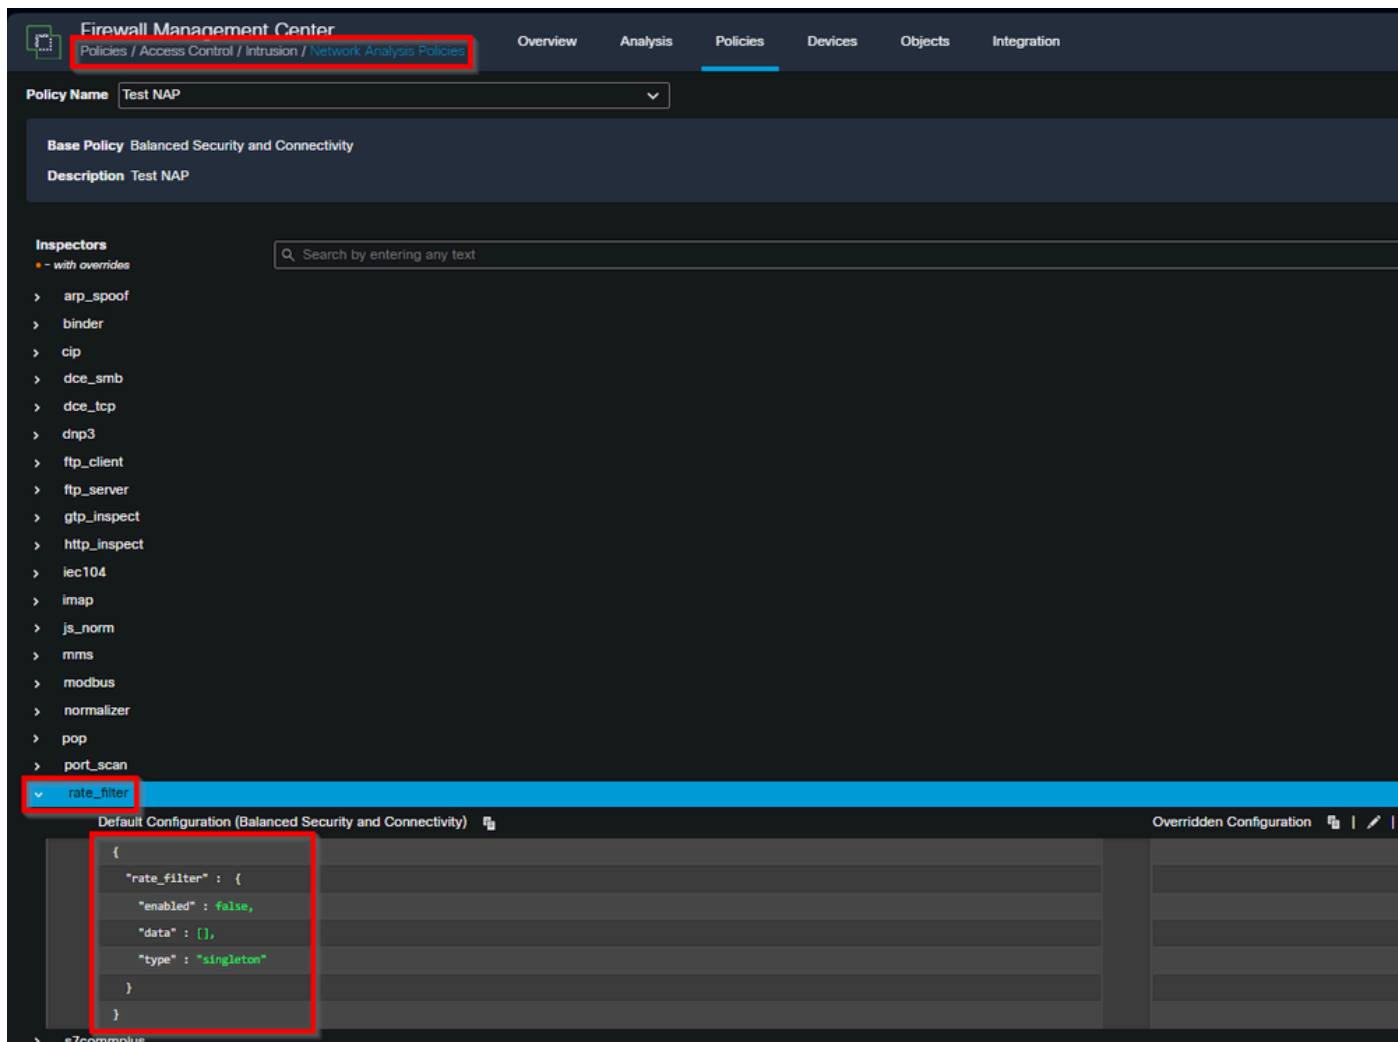 Firewall Management Center
Policies / Access Control / Intrusion / Network Analysis Policies
Overview Analysis Policies Devices Objects Integration
Policy Name Test NAP
Base Policy Balanced Security and Connectivity
Description Test NAP
Inspectors
- with overrides
Search by entering any text
arp_spoof
binder
cip
dce_smb
dce_tcp
dnp3
ftp_client
ftp_server
gtp_inspect
http_inspect
iec104
imap
js_norm
mms
modbus
normalizer
pop
port_scan
rate_filter
Default Configuration (Balanced Security and Connectivity) Overridden Configuration | |
{
"rate_filter" : {
"enabled" : false,
"data" : [],
"type" : "singleton"
}
}
s7commplus